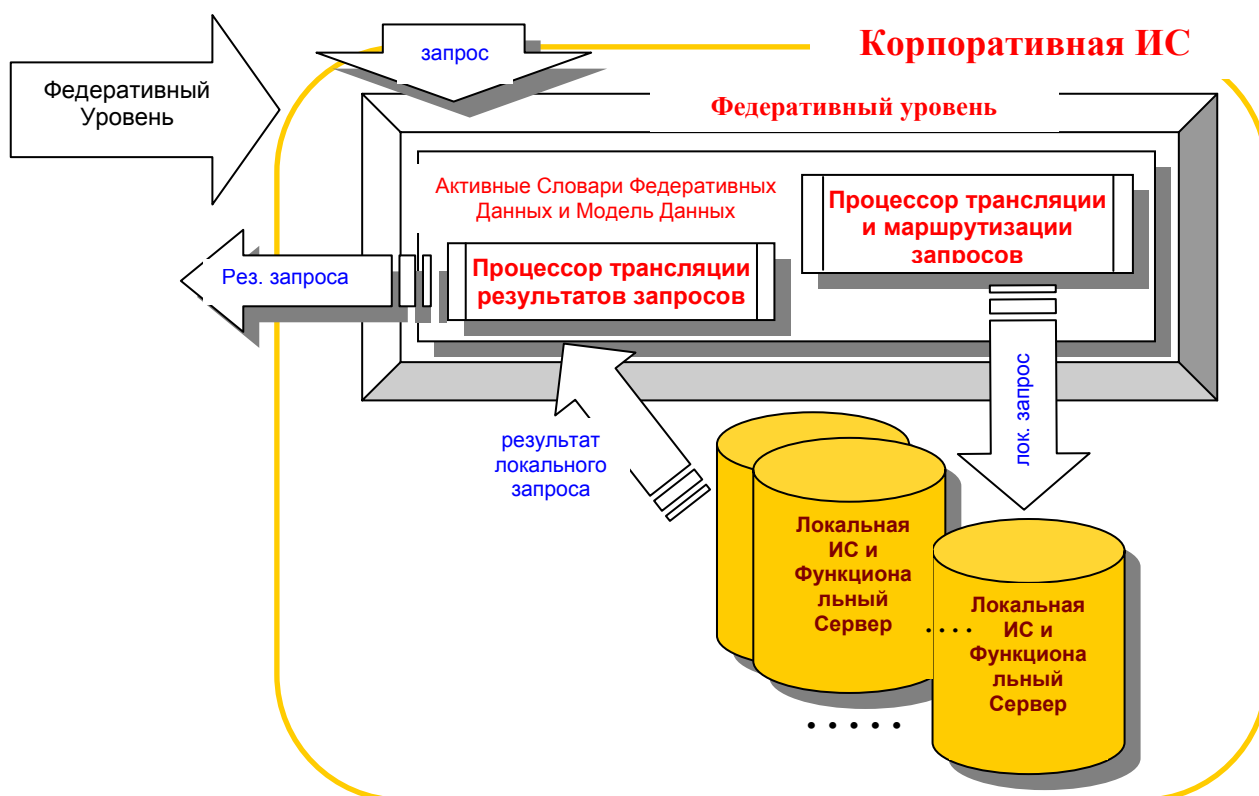 Корпоративная ИС
запрос
Федеративный
Уровень
Федеративный уровень
Активные Словари Федеративных
Данных и Модель Данных
Процессор трансляции
и маршрутизации
запросов
Рез. запроса
Процессор трансляции
результатов запросов
лок. запрос
результат
локального
запроса
Локальная
ИС и
Функциона
льный
Сервер
. . . .
Локальная
ИС и
Функциона
льный
Сервер
. . . . .